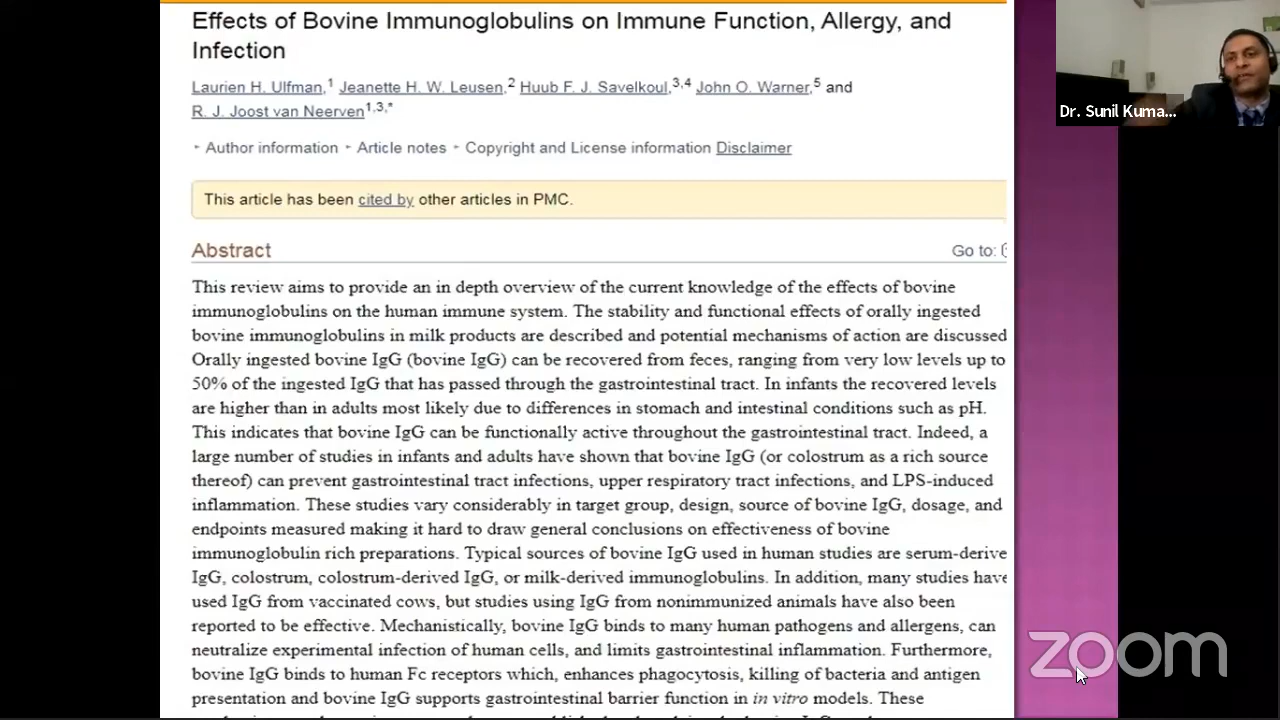 Effects of Bovine Immunoglobulins on Immune Function, Allergy, and
Infection
Laurien H. Ulfman,1 Jeanette H. W. Leusen,2 Huub F. J. Savelkoul,3,4 John O. Warner,5 and
R. J. Joost van Neerven1,3,*
Author information Article notes Copyright and License information Disclaimer
This article has been cited by other articles in PMC.
Abstract
Go to:
This review aims to provide an in depth overview of the current knowledge of the effects of bovine
immunoglobulins on the human immune system. The stability and functional effects of orally ingested
bovine immunoglobulins in milk products are described and potential mechanisms of action are discussed
Orally ingested bovine IgG (bovine IgG) can be recovered from feces, ranging from very low levels up to
50% of the ingested IgG that has passed through the gastrointestinal tract. In infants the recovered levels
are higher than in adults most likely due to differences in stomach and intestinal conditions such as pH.
This indicates that bovine IgG can be functionally active throughout the gastrointestinal tract. Indeed, a
large number of studies in infants and adults have shown that bovine IgG (or colostrum as a rich source
thereof) can prevent gastrointestinal tract infections, upper respiratory tract infections, and LPS-induced
inflammation. These studies vary considerably in target group, design, source of bovine IgG, dosage, and
endpoints measured making it hard to draw general conclusions on effectiveness of bovine
immunoglobulin rich preparations. Typical sources of bovine IgG used in human studies are serum-derive
IgG, colostrum, colostrum-derived IgG, or milk-derived immunoglobulins. In addition, many studies have
used IgG from vaccinated cows, but studies using IgG from nonimmunized animals have also been
reported to be effective. Mechanistically, bovine IgG binds to many human pathogens and allergens, can
neutralize experimental infection of human cells, and limits gastrointestinal inflammation. Furthermore,
bovine IgG binds to human Fc receptors which, enhances phagocytosis, killing of bacteria and antigen
presentation and bovine IgG supports gastrointestinal barrier function in in vitro models. These
Dr. Sunil Kuma...
zoom